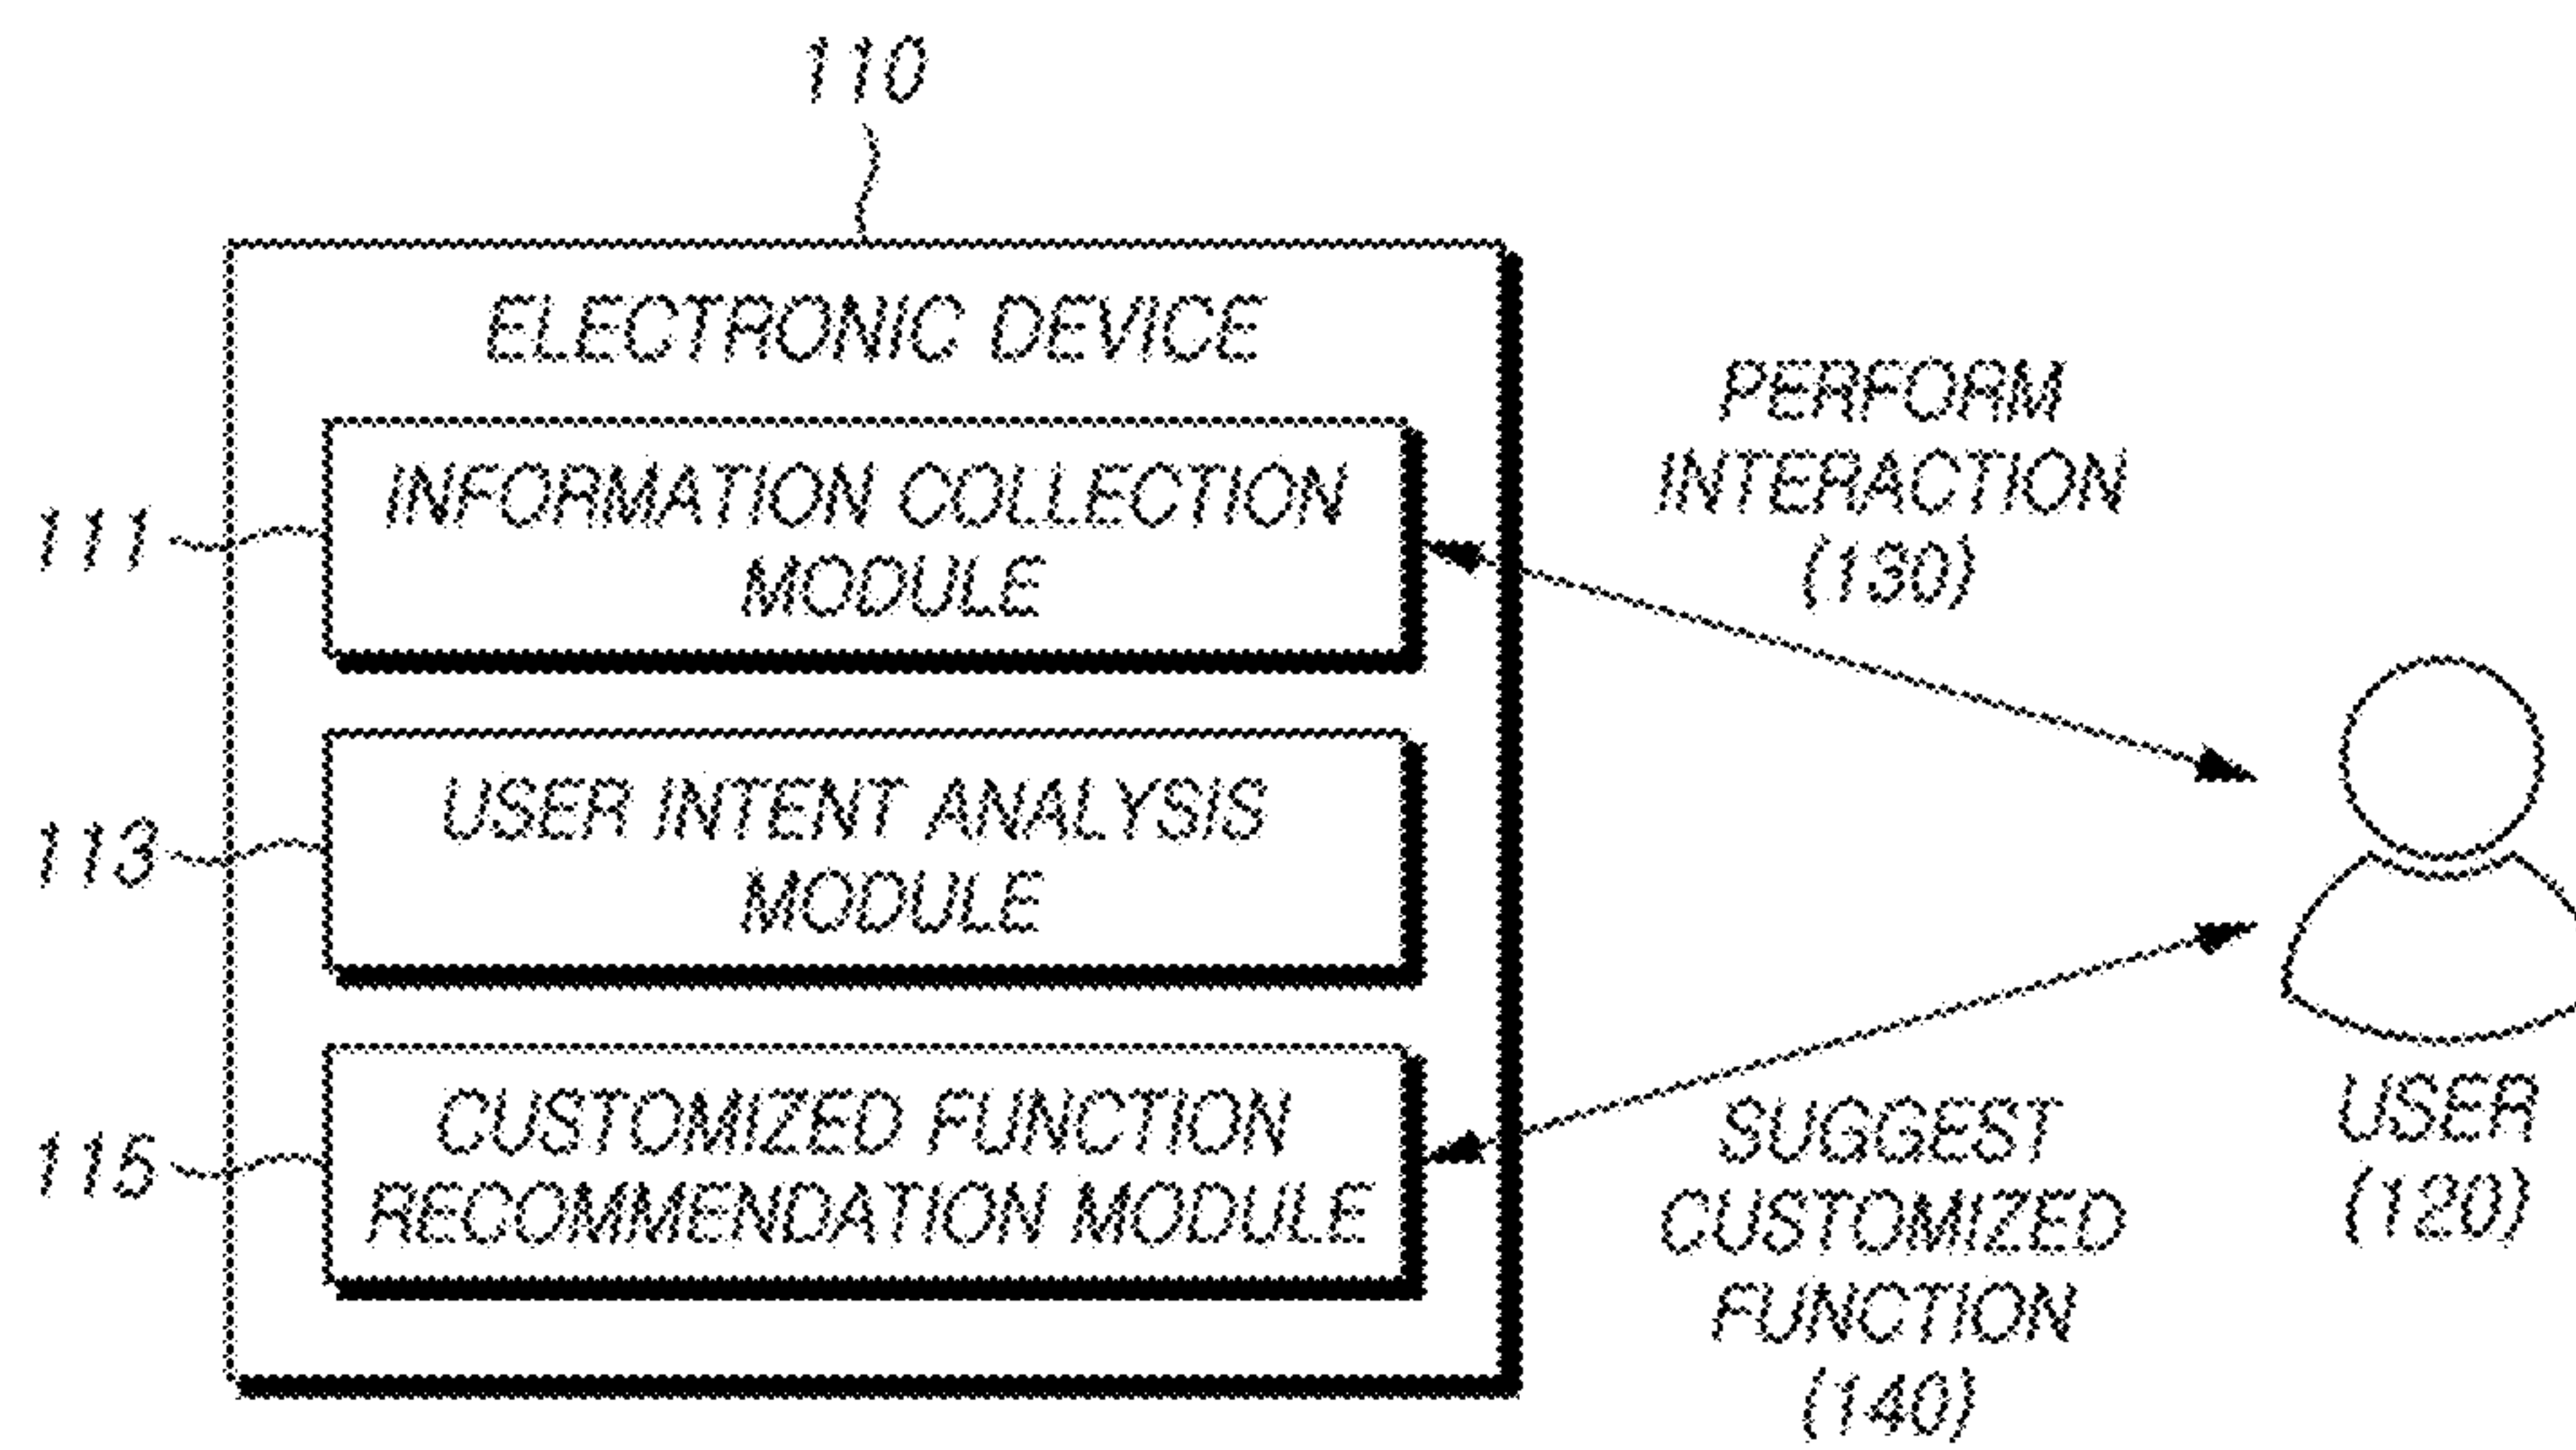 110
ELECTRONIC DEVICE
111
INFORMATION COLLECTION
MODULE
113
USER INTENT ANALYSIS
MODULE
115
CUSTOMIZED FUNCTION
RECOMMENDATION MODULE
PERFORM
INTERACTION
(130)
SUGGEST
CUSTOMIZED
FUNCTION
(140)
USER
(120)